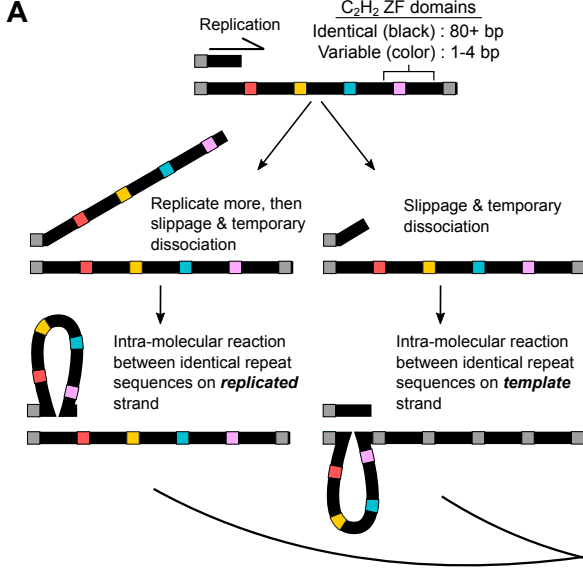 A
Replication
C₂H₂ ZF domains
Identical (black) : 80+ bp
Variable (color) : 1-4 bp
Replicate more, then
slippage & temporary
dissociation
Slippage & temporary
dissociation
Intra-molecular reaction
between identical repeat
sequences on replicated
strand
Intra-molecular reaction
between identical repeat
sequences on template
strand